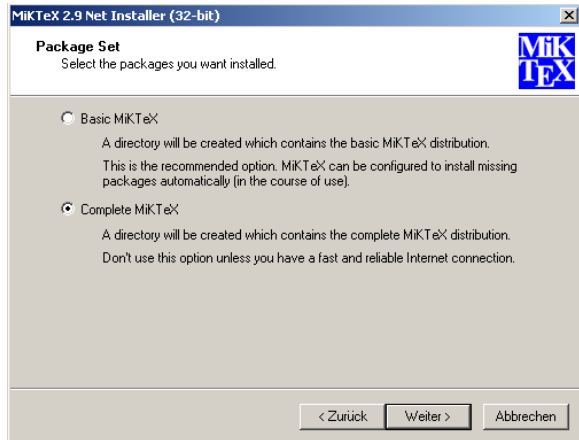 MiKTeX 2.9 Net Installer (32-bit)
Package Set
Select the packages you want installed.
MiK
TEX
Basic MiKTeX
A directory will be created which contains the basic MiKTeX distribution.
This is the recommended option. MiKTeX can be configured to install missing
packages automatically (in the course of use).
Complete MiKTeX
A directory will be created which contains the complete MiKTeX distribution.
Don't use this option unless you have a fast and reliable Internet connection.
< Zurück
Weiter >
Abbrechen